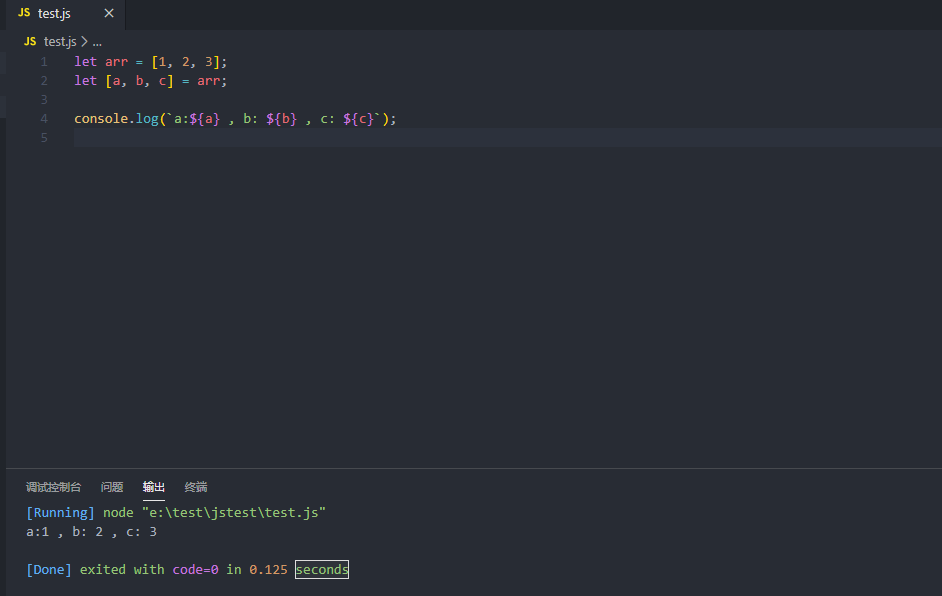 JS test.js ×
JS test.js > ...
1 let arr = [1, 2, 3];
2 let [a, b, c] = arr;
3
4 console.log(`a:${a} , b: ${b} , c: ${c}`);
5
调试控制台 问题 输出 终端
[Running] node "e:\test\jstest\test.js"
a:1 , b: 2 , c: 3
[Done] exited with code=0 in 0.125 seconds